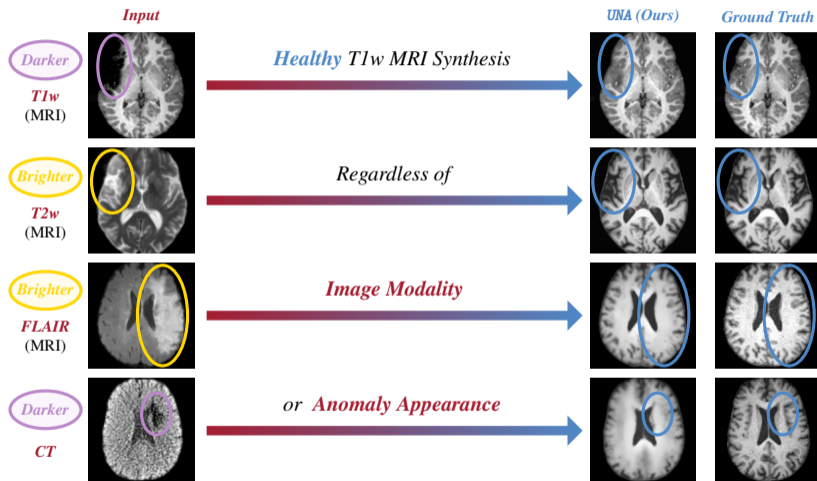 Input
UNA (Ours)
Ground Truth
Darker
T1w
(MRI)
Healthy T1w MRI Synthesis
Brighter
T2w
(MRI)
Regardless of
Brighter
FLAIR
(MRI)
Image Modality
Darker
CT
or Anomaly Appearance